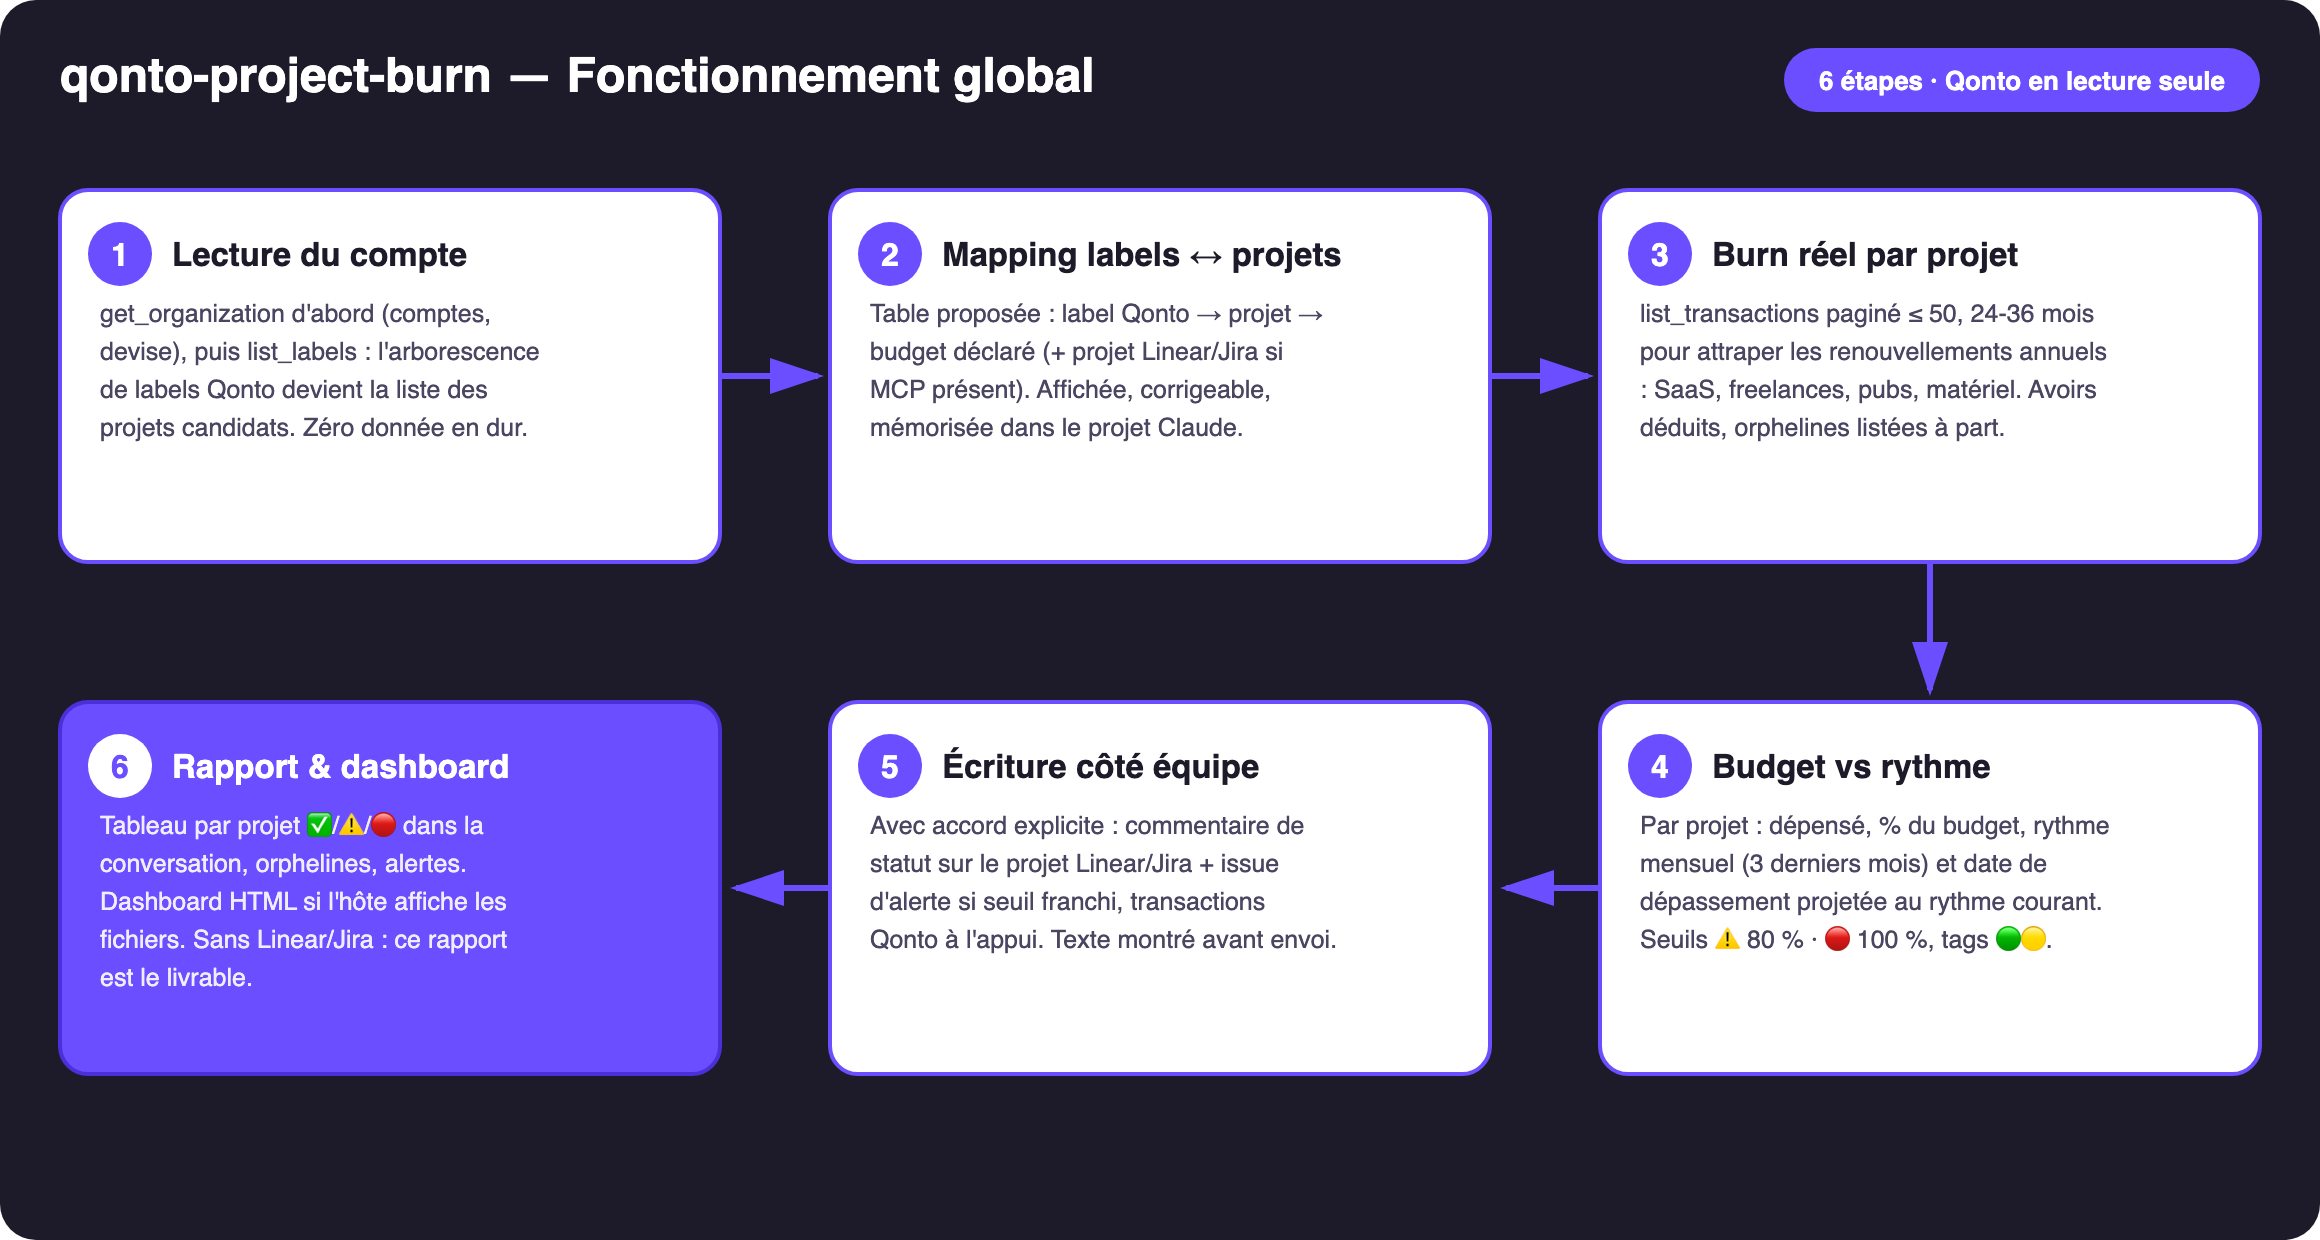 qonto-project-burn — Fonctionnement global
6 étapes · Qonto en lecture seule
1 Lecture du compte
get_organization d'abord (comptes,
devise), puis list_labels : l'arborescence
de labels Qonto devient la liste des
projets candidats. Zéro donnée en dur.
2 Mapping labels ↔ projets
Table proposée : label Qonto → projet →
budget déclaré (+ projet Linear/Jira si
MCP présent). Affichée, corrigeable,
mémorisée dans le projet Claude.
3 Burn réel par projet
list_transactions paginé ≤ 50, 24-36 mois
pour attraper les renouvellements annuels
: SaaS, freelances, pubs, matériel. Avoirs
déduits, orphelines listées à part.
4 Budget vs rythme
Par projet : dépensé, % du budget, rythme
mensuel (3 derniers mois) et date de
dépassement projetée au rythme courant.
Seuils ⚠️ 80 % · 🔴 100 %, tags 🟢🟡.
5 Écriture côté équipe
Avec accord explicite : commentaire de
statut sur le projet Linear/Jira + issue
d'alerte si seuil franchi, transactions
Qonto à l'appui. Texte montré avant envoi.
6 Rapport & dashboard
Tableau par projet ✅/⚠️/🔴 dans la
conversation, orphelines, alertes.
Dashboard HTML si l'hôte affiche les
fichiers. Sans Linear/Jira : ce rapport
est le livrable.